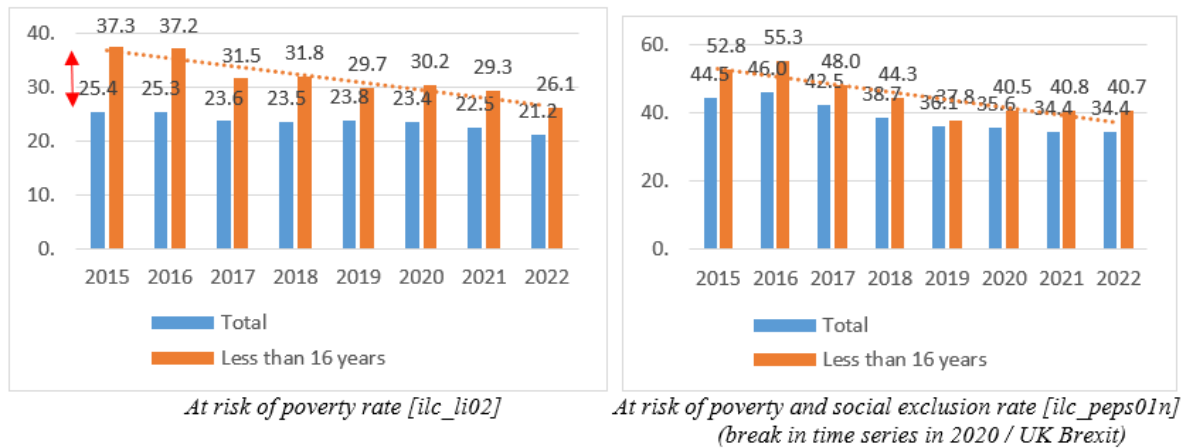 37.3 37.2
40.
31.5 31.8 29.7 30.2 29.3
30. 26.1
25.4 25.3 23.6 23.5 23.8 23.4 22.5 21.2
20.
10.
0.
2015 2016 2017 2018 2019 2020 2021 2022
Total
Less than 16 years
At risk of poverty rate [ilc_li02]
60. 52.8 55.3
48.0 44.3
44.5 46.0 42.5 38.7 37.8 40.5 40.8 40.7
40. 36.1 35.6 34.4 34.4
20.
0.
2015 2016 2017 2018 2019 2020 2021 2022
Total
Less than 16 years
At risk of poverty and social exclusion rate [ilc_peps01n]
(break in time series in 2020 / UK Brexit)